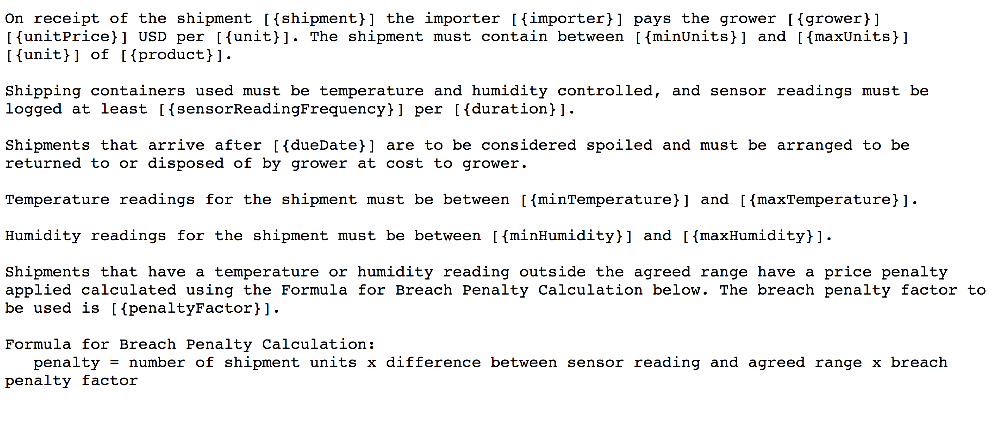 On receipt of the shipment [{shipment}] the importer [{importer}] pays the grower [{grower}]
[{unitPrice}] USD per [{unit}]. The shipment must contain between [{minUnits}] and [{maxUnits}]
[{unit}] of [{product}].
Shipping containers used must be temperature and humidity controlled, and sensor readings must be
logged at least [{sensorReadingFrequency}] per [{duration}].
Shipments that arrive after [{dueDate}] are to be considered spoiled and must be arranged to be
returned to or disposed of by grower at cost to grower.
Temperature readings for the shipment must be between [{minTemperature}] and [{maxTemperature}].
Humidity readings for the shipment must be between [{minHumidity}] and [{maxHumidity}].
Shipments that have a temperature or humidity reading outside the agreed range have a price penalty
applied calculated using the Formula for Breach Penalty Calculation below. The breach penalty factor to
be used is [{penaltyFactor}].
Formula for Breach Penalty Calculation:
penalty = number of shipment units x difference between sensor reading and agreed range x breach
penalty factor